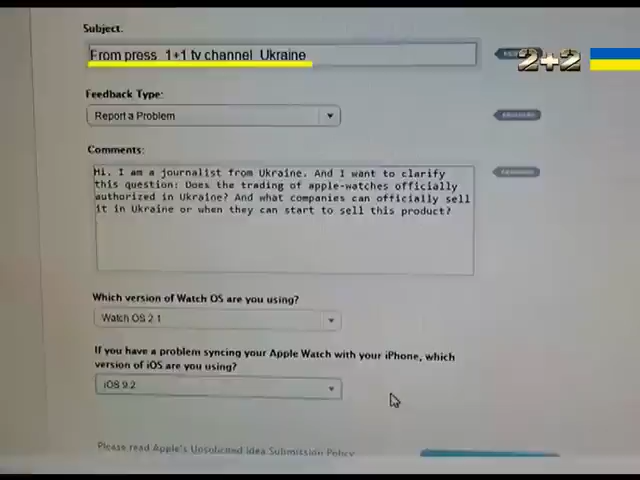 Subject:
From press 1+1 tv channel Ukraine
2+2
Feedback Type:
Report a Problem
Comments:
Hi. I am a journalist from Ukraine. And I want to clarify
this question: Does the trading of apple-watches officially
authorized in Ukraine? And what companies can officially sell
it in Ukraine or when they can start to sell this product?
Which version of Watch OS are you using?
Watch OS 2.1
If you have a problem syncing your Apple Watch with your iPhone, which
version of iOS are you using?
iOS 9.2
Please read Apple's Unsolicited Idea Submission Policy